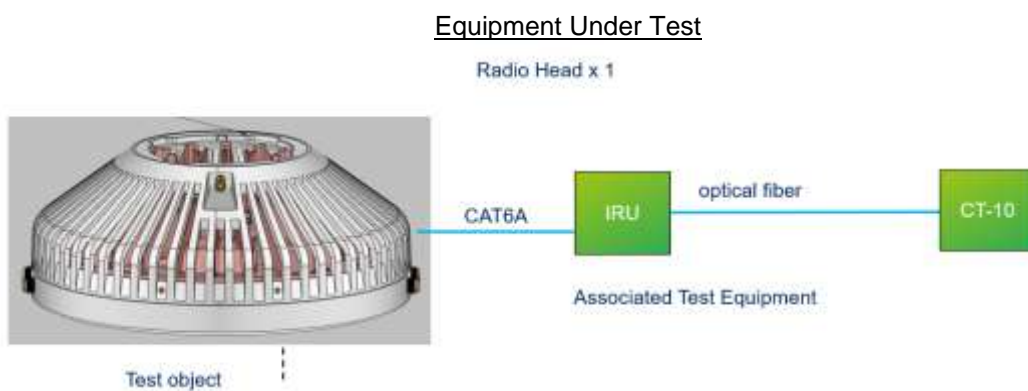 Equipment Under Test
Radio Head x 1
CAT6A
IRU
optical fiber
CT-10
Associated Test Equipment
Test object